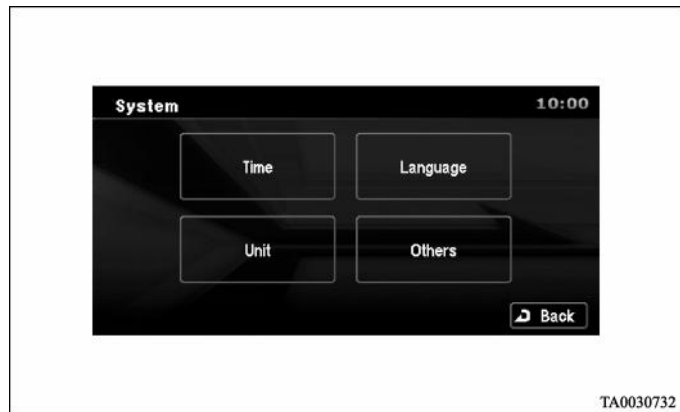 System 10:00
Time Language
Unit Others
Back
TA0030732